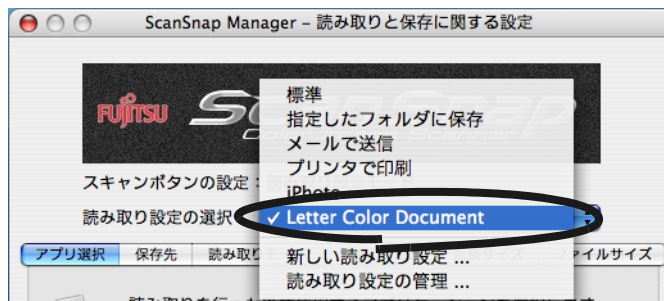 ScanSnap Manager – 読み取りと保存に関する設定
FUJITSU
標準
指定したフォルダに保存
メールで送信
プリンタで印刷
スキャンボタンの設定：
iPhoto
読み取り設定の選択
✓ Letter Color Document
アプリ選択 保存先 読み取り ファイルサイズ
新しい読み取り設定 ...
読み取り設定の管理 ...